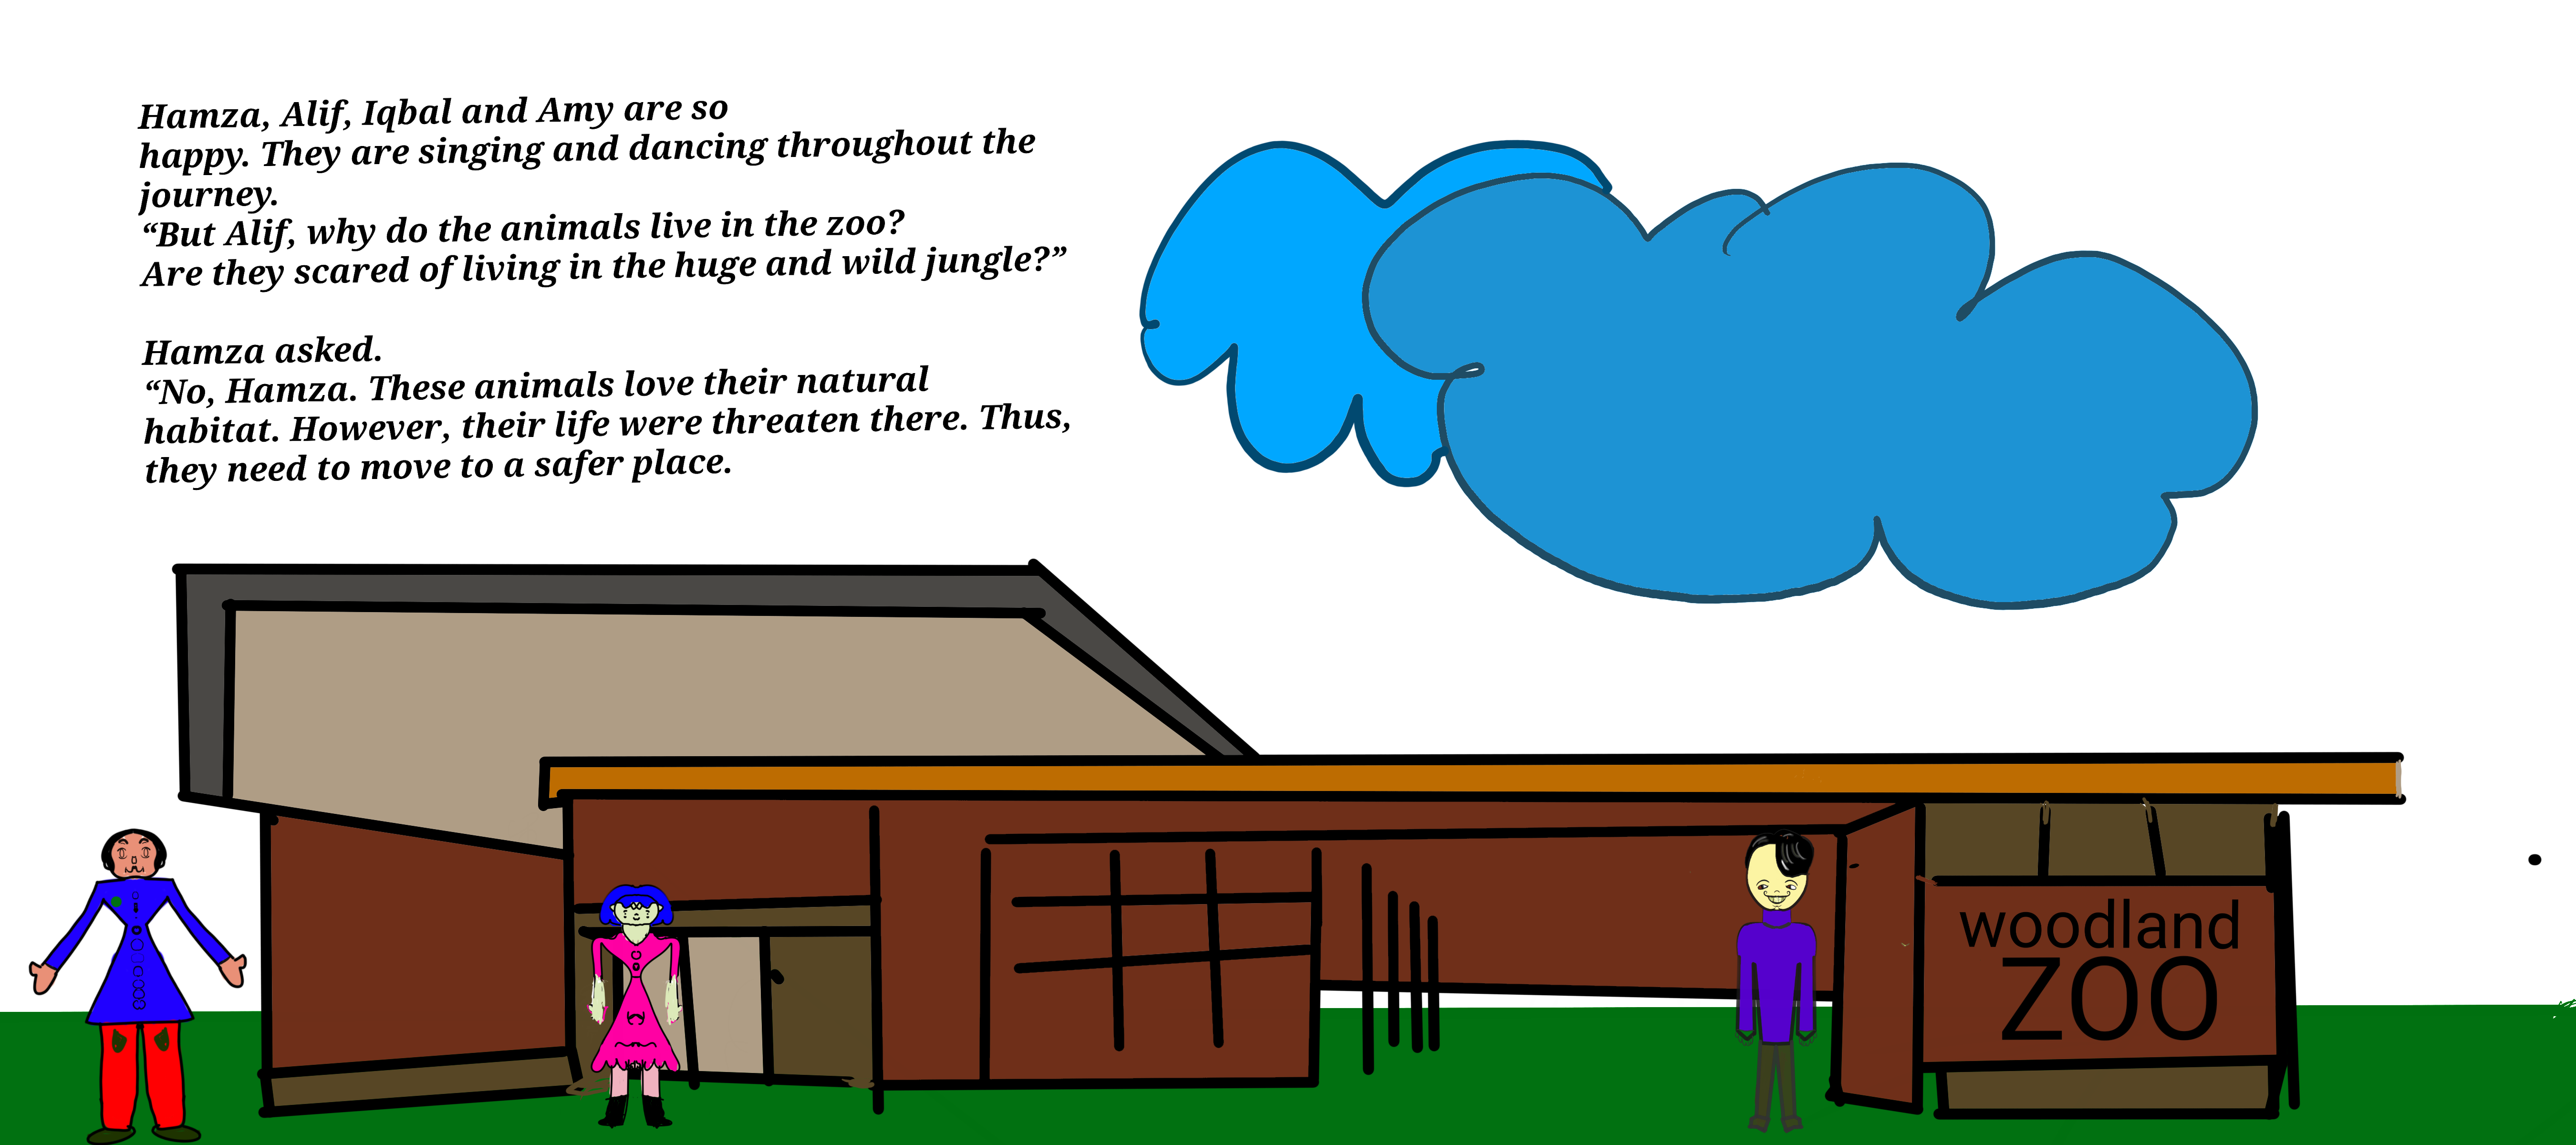 Hamza, Alif, Iqbal and Amy are so
happy. They are singing and dancing throughout the
journey.
“But Alif, why do the animals live in the zoo?
Are they scared of living in the huge and wild jungle?”
Hamza asked.
“No, Hamza. These animals love their natural
habitat. However, their life were threaten there. Thus,
they need to move to a safer place.
woodland
ZOO